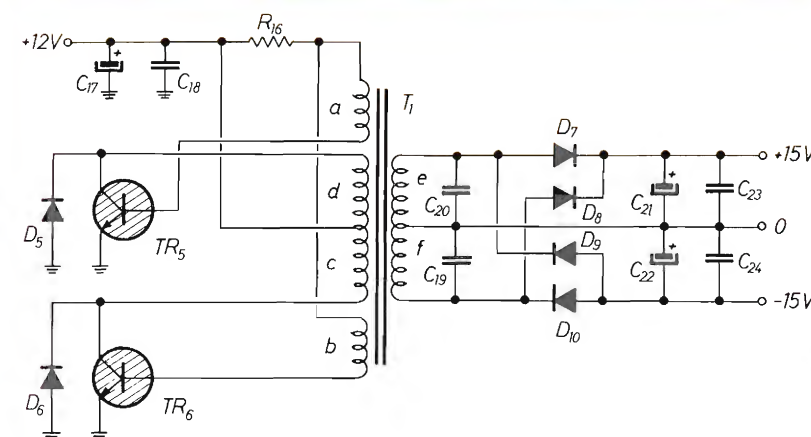 +12V
R16
C17
+
C18
a
T1
D7
+15V
d
e
C20
D8
+
C21
C23
D5
TR5
0
c
f
C19
D9
+
C22
C24
D10
-15V
b
D6
TR6